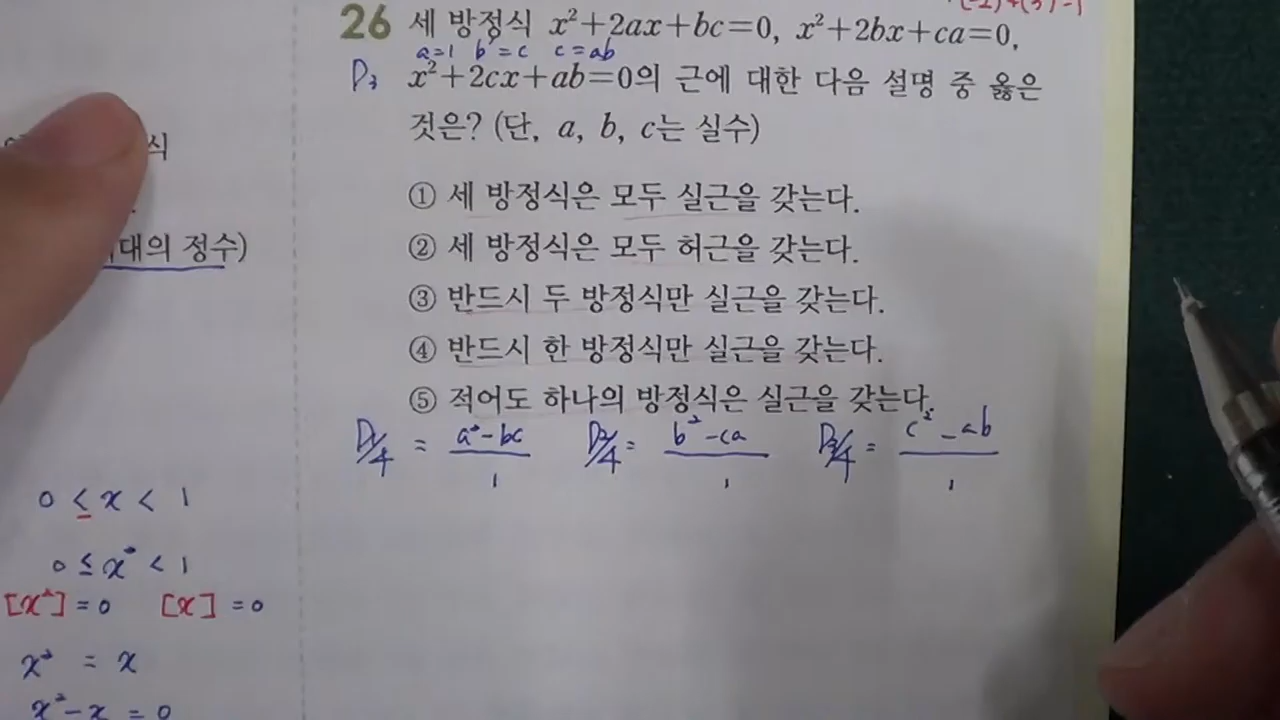 26 세 방정식 x²+2ax+bc=0, x²+2bx+ca=0,
a=1 b'=c c=ab
D₃ x²+2cx+ab=0의 근에 대한 다음 설명 중 옳은
것은? (단, a, b, c는 실수)
① 세 방정식은 모두 실근을 갖는다.
② 세 방정식은 모두 허근을 갖는다.
③ 반드시 두 방정식만 실근을 갖는다.
④ 반드시 한 방정식만 실근을 갖는다.
⑤ 적어도 하나의 방정식은 실근을 갖는다.
D₁/4 = a²-bc D₂/4 = b²-ca D₃/4 = c²-ab
1 1 1
식
대의 정수)
0 ≤ x < 1
0 ≤ x² < 1
[x²]=0 [x]=0
x² = x
x²-x=0